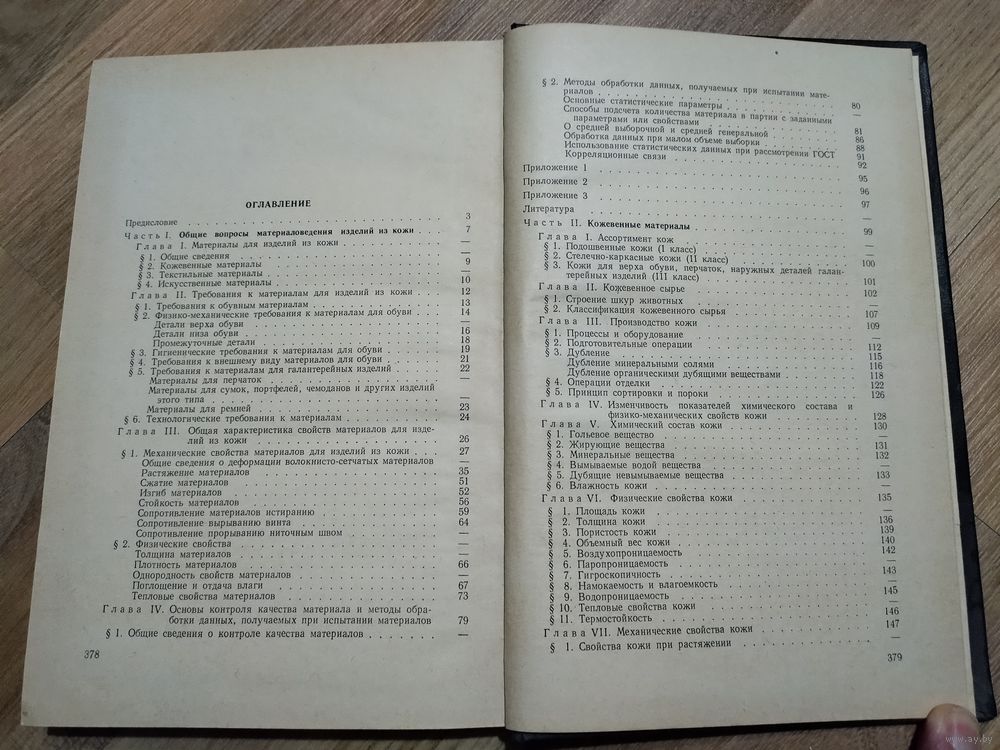 ОГЛАВЛЕНИЕ
Предисловие 3
Часть I. Общие вопросы материаловедения изделий из кожи 7
Глава I. Материалы для изделий из кожи —
§ 1. Общие сведения —
§ 2. Кожевенные материалы 9
§ 3. Текстильные материалы —
§ 4. Искусственные материалы 10
Глава II. Требования к материалам для изделий из кожи 12
§ 1. Требования к обувным материалам 13
§ 2. Физико-механические требования к материалам для обуви 14
Детали верха обуви —
Детали низа обуви 16
Промежуточные детали 18
§ 3. Гигиенические требования к материалам для обуви 19
§ 4. Требования к внешнему виду материалов для обуви 21
§ 5. Требования к материалам для галантерейных изделий 22
Материалы для перчаток —
Материалы для сумок, портфелей, чемоданов и других изделий
этого типа —
Материалы для ремней 23
§ 6. Технологические требования к материалам 24
Глава III. Общая характеристика свойств материалов для изде-
лий из кожи 26
§ 1. Механические свойства материалов для изделий из кожи 27
Общие сведения о деформации волокнисто-сетчатых материалов —
Растяжение материалов 35
Сжатие материалов 51
Изгиб материалов 52
Стойкость материалов 56
Сопротивление материалов истиранию 59
Сопротивление вырыванию винта 64
Сопротивление прорыванию ниточным швом —
§ 2. Физические свойства —
Толщина материалов —
Плотность материалов 66
Однородность свойств материалов —
Поглощение и отдача влаги 67
Тепловые свойства материалов 73
Глава IV. Основы контроля качества материала и методы обра-
ботки данных, получаемых при испытании материалов 79
§ 1. Общие сведения о контроле качества материалов —
378
§ 2. Методы обработки данных, получаемых при испытании мате-
риалов 80
Основные статистические параметры —
Способы подсчета количества материала в партии с заданными
параметрами или свойствами 81
О средней выборочной и средней генеральной 86
Обработка данных при малом объеме выборки 88
Использование статистических данных при рассмотрении ГОСТ 91
Корреляционные связи 92
Приложение 1 95
Приложение 2 96
Приложение 3 97
Литература —
Часть II. Кожевенные материалы 99
Глава I. Ассортимент кож —
§ 1. Подошвенные кожи (I класс) —
§ 2. Стелечно-каркасные кожи (II класс) 100
§ 3. Кожи для верха обуви, перчаток, наружных деталей галан-
терейных изделий (III класс) 101
Глава II. Кожевенное сырье 102
§ 1. Строение шкур животных —
§ 2. Классификация кожевенного сырья 107
Глава III. Производство кожи 109
§ 1. Процессы и оборудование —
§ 2. Подготовительные операции 112
§ 3. Дубление 115
Дубление минеральными солями 116
Дубление органическими дубящими веществами 118
§ 4. Операции отделки 122
§ 5. Принцип сортировки и пороки 126
Глава IV. Изменчивость показателей химического состава и
физико-механических свойств кожи 128
Глава V. Химический состав кожи 130
§ 1. Гольевое вещество —
§ 2. Жирующие вещества 131
§ 3. Минеральные вещества 132
§ 4. Вымываемые водой вещества —
§ 5. Дубящие невымываемые вещества 133
§ 6. Влажность кожи —
Глава VI. Физические свойства кожи 135
§ 1. Площадь кожи —
§ 2. Толщина кожи 136
§ 3. Пористость кожи 139
§ 4. Объемный вес кожи 140
§ 5. Воздухопроницаемость 142
§ 6. Паропроницаемость —
§ 7. Гигроскопичность 143
§ 8. Намокаемость и влагоемкость —
§ 9. Водопроницаемость 145
§ 10. Тепловые свойства кожи —
§ 11. Термостойкость 146
Глава VII. Механические свойства кожи 147
§ 1. Свойства кожи при растяжении —
379
www.ay.by